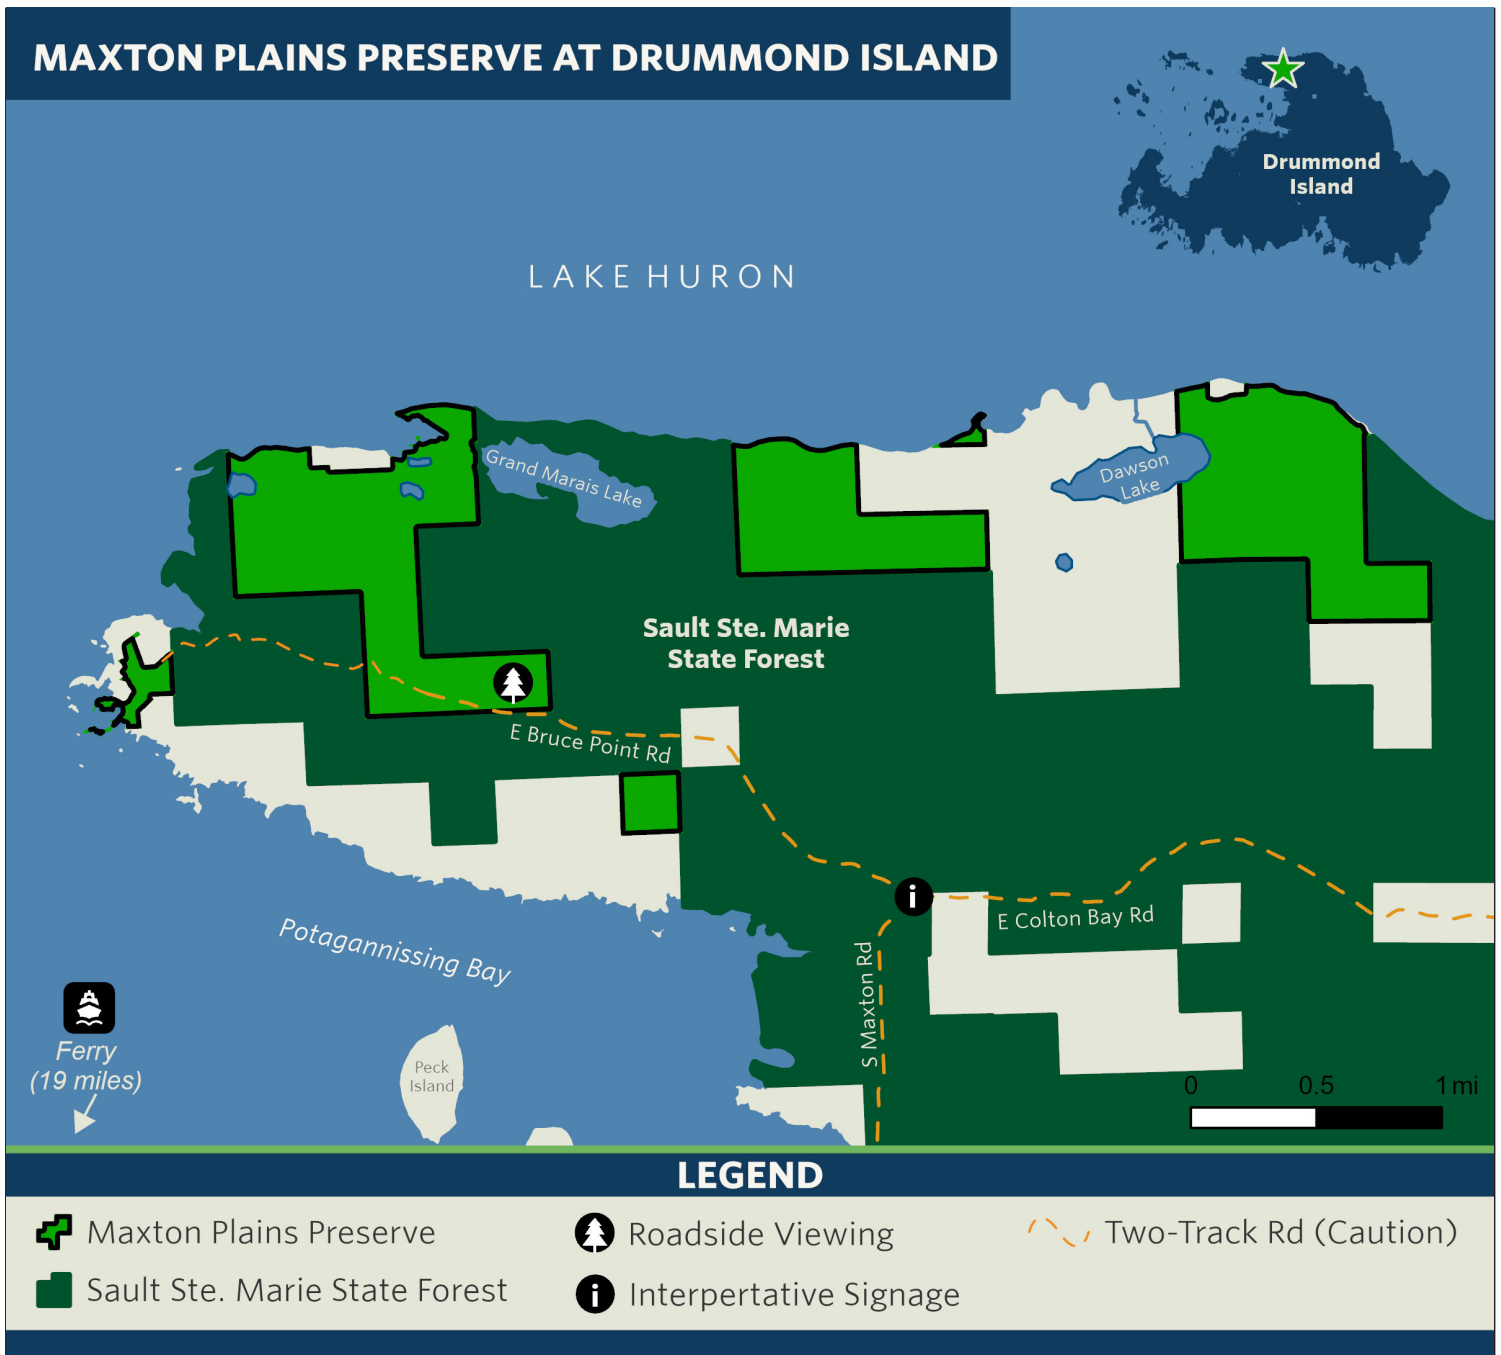 MAXTON PLAINS PRESERVE AT DRUMMOND ISLAND
Drummond
Island
LAKE HURON
Grand Marais Lake
Dawson
Lake
Sault Ste. Marie
State Forest
E Bruce Point Rd
i
E Colton Bay Rd
S Maxton Rd
Potagannissing Bay
Ferry
(19 miles)
Peck
Island
0 0.5 1 mi
LEGEND
Maxton Plains Preserve
Roadside Viewing
Two-Track Rd (Caution)
Sault Ste. Marie State Forest
i Interpertative Signage